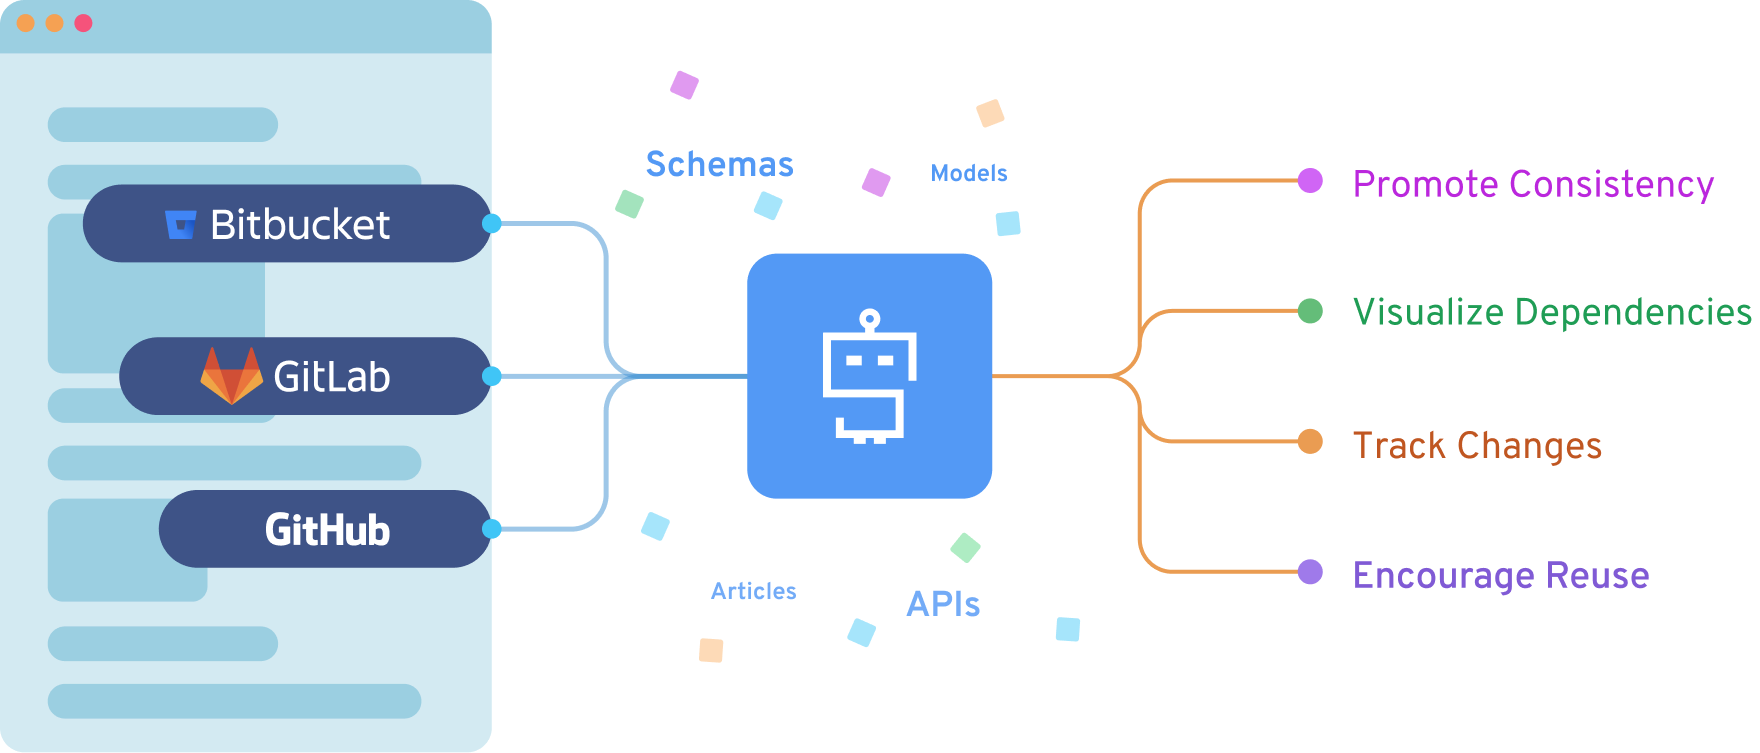 Bitbucket
GitLab
GitHub
Schemas
Models
Articles
APIs
Promote Consistency
Visualize Dependencies
Track Changes
Encourage Reuse